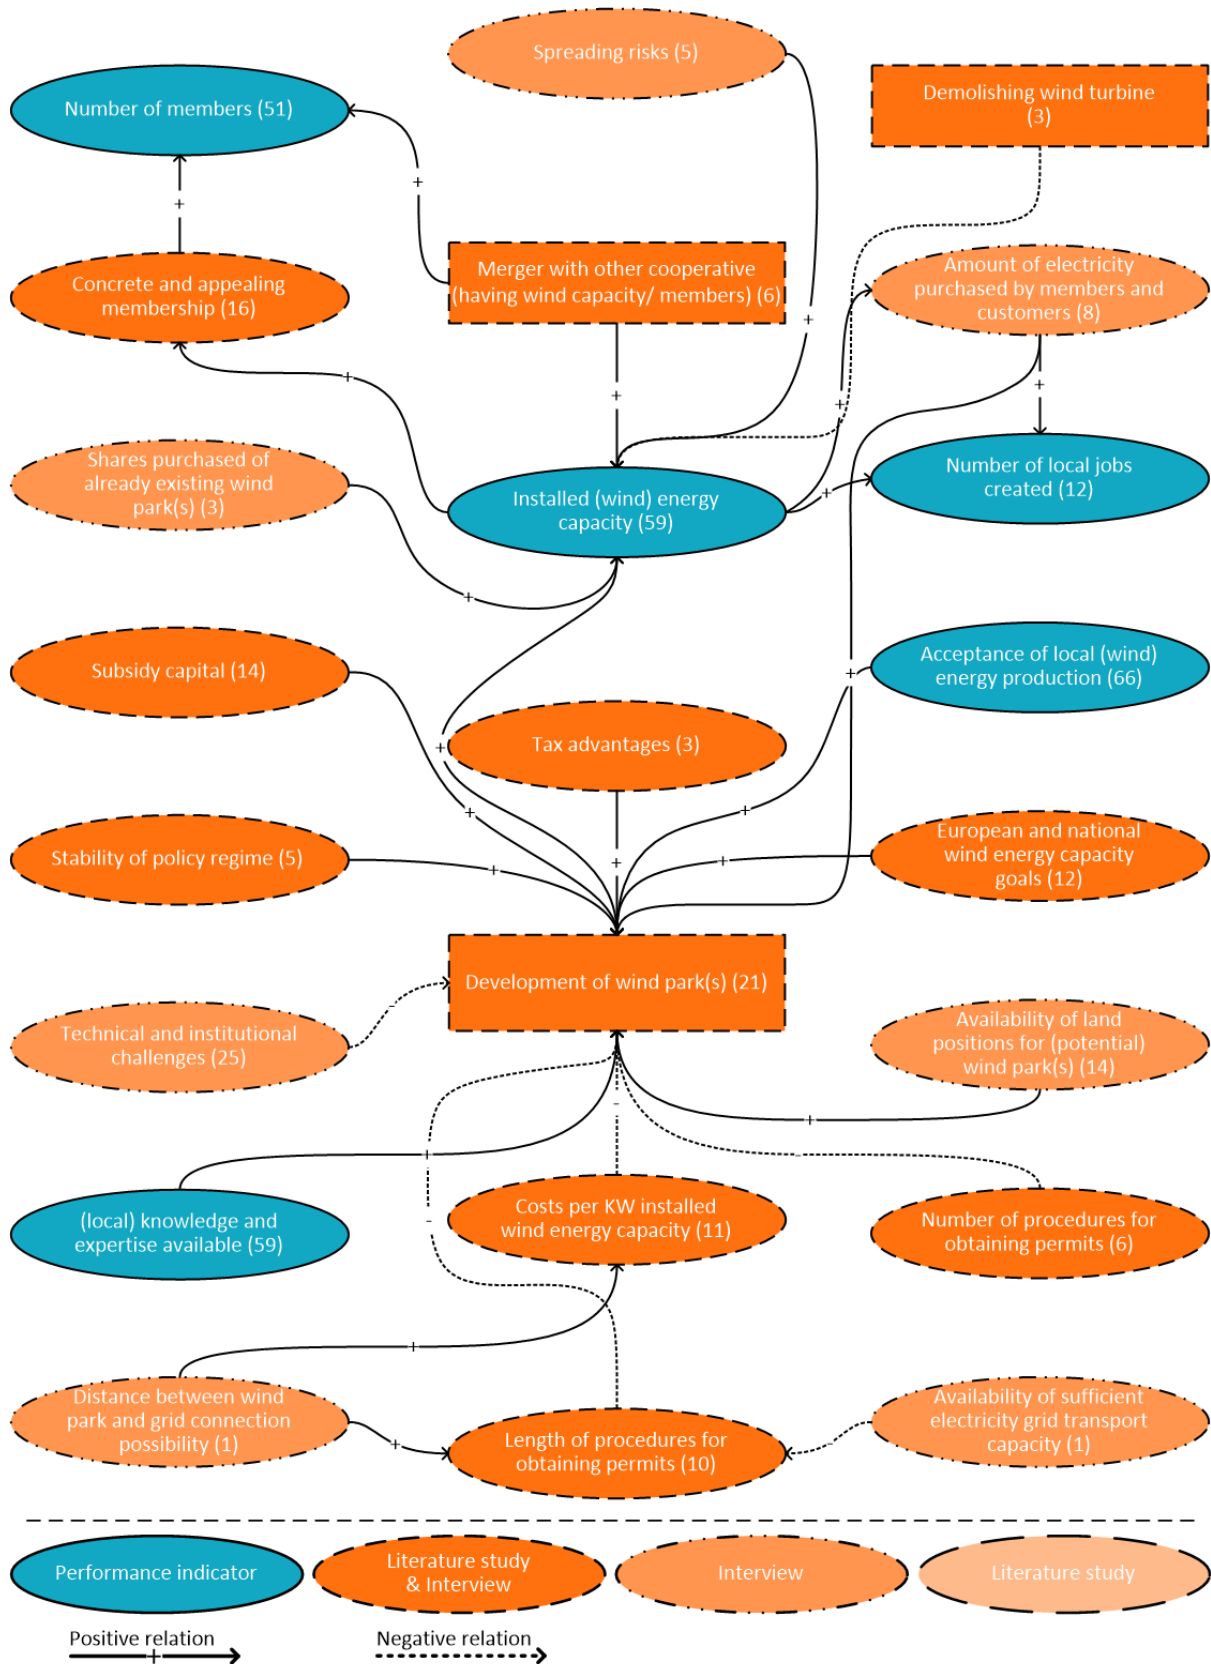 Spreading risks (5)
Number of members (51)
Demolishing wind turbine
(3)
+
+
Concrete and appealing
membership (16)
Merger with other cooperative
(having wind capacity/ members) (6)
Amount of electricity
purchased by members and
customers (8)
+
+
+
+
+
Shares purchased of
already existing wind
park(s) (3)
Installed (wind) energy
capacity (59)
Number of local jobs
created (12)
+
+
Subsidy capital (14)
Acceptance of local (wind)
energy production (66)
+
Tax advantages (3)
+
+
+
Stability of policy regime (5)
European and national
wind energy capacity
goals (12)
+
+
+
Development of wind park(s) (21)
-
Technical and institutional
challenges (25)
Availability of land
positions for (potential)
wind park(s) (14)
-
+
+
-
(local) knowledge and
expertise available (59)
Costs per KW installed
wind energy capacity (11)
Number of procedures for
obtaining permits (6)
-
+
Distance between wind
park and grid connection
possibility (1)
Length of procedures for
obtaining permits (10)
Availability of sufficient
electricity grid transport
capacity (1)
+
-
Performance indicator
Literature study
& Interview
Interview
Literature study
Positive relation
+
Negative relation